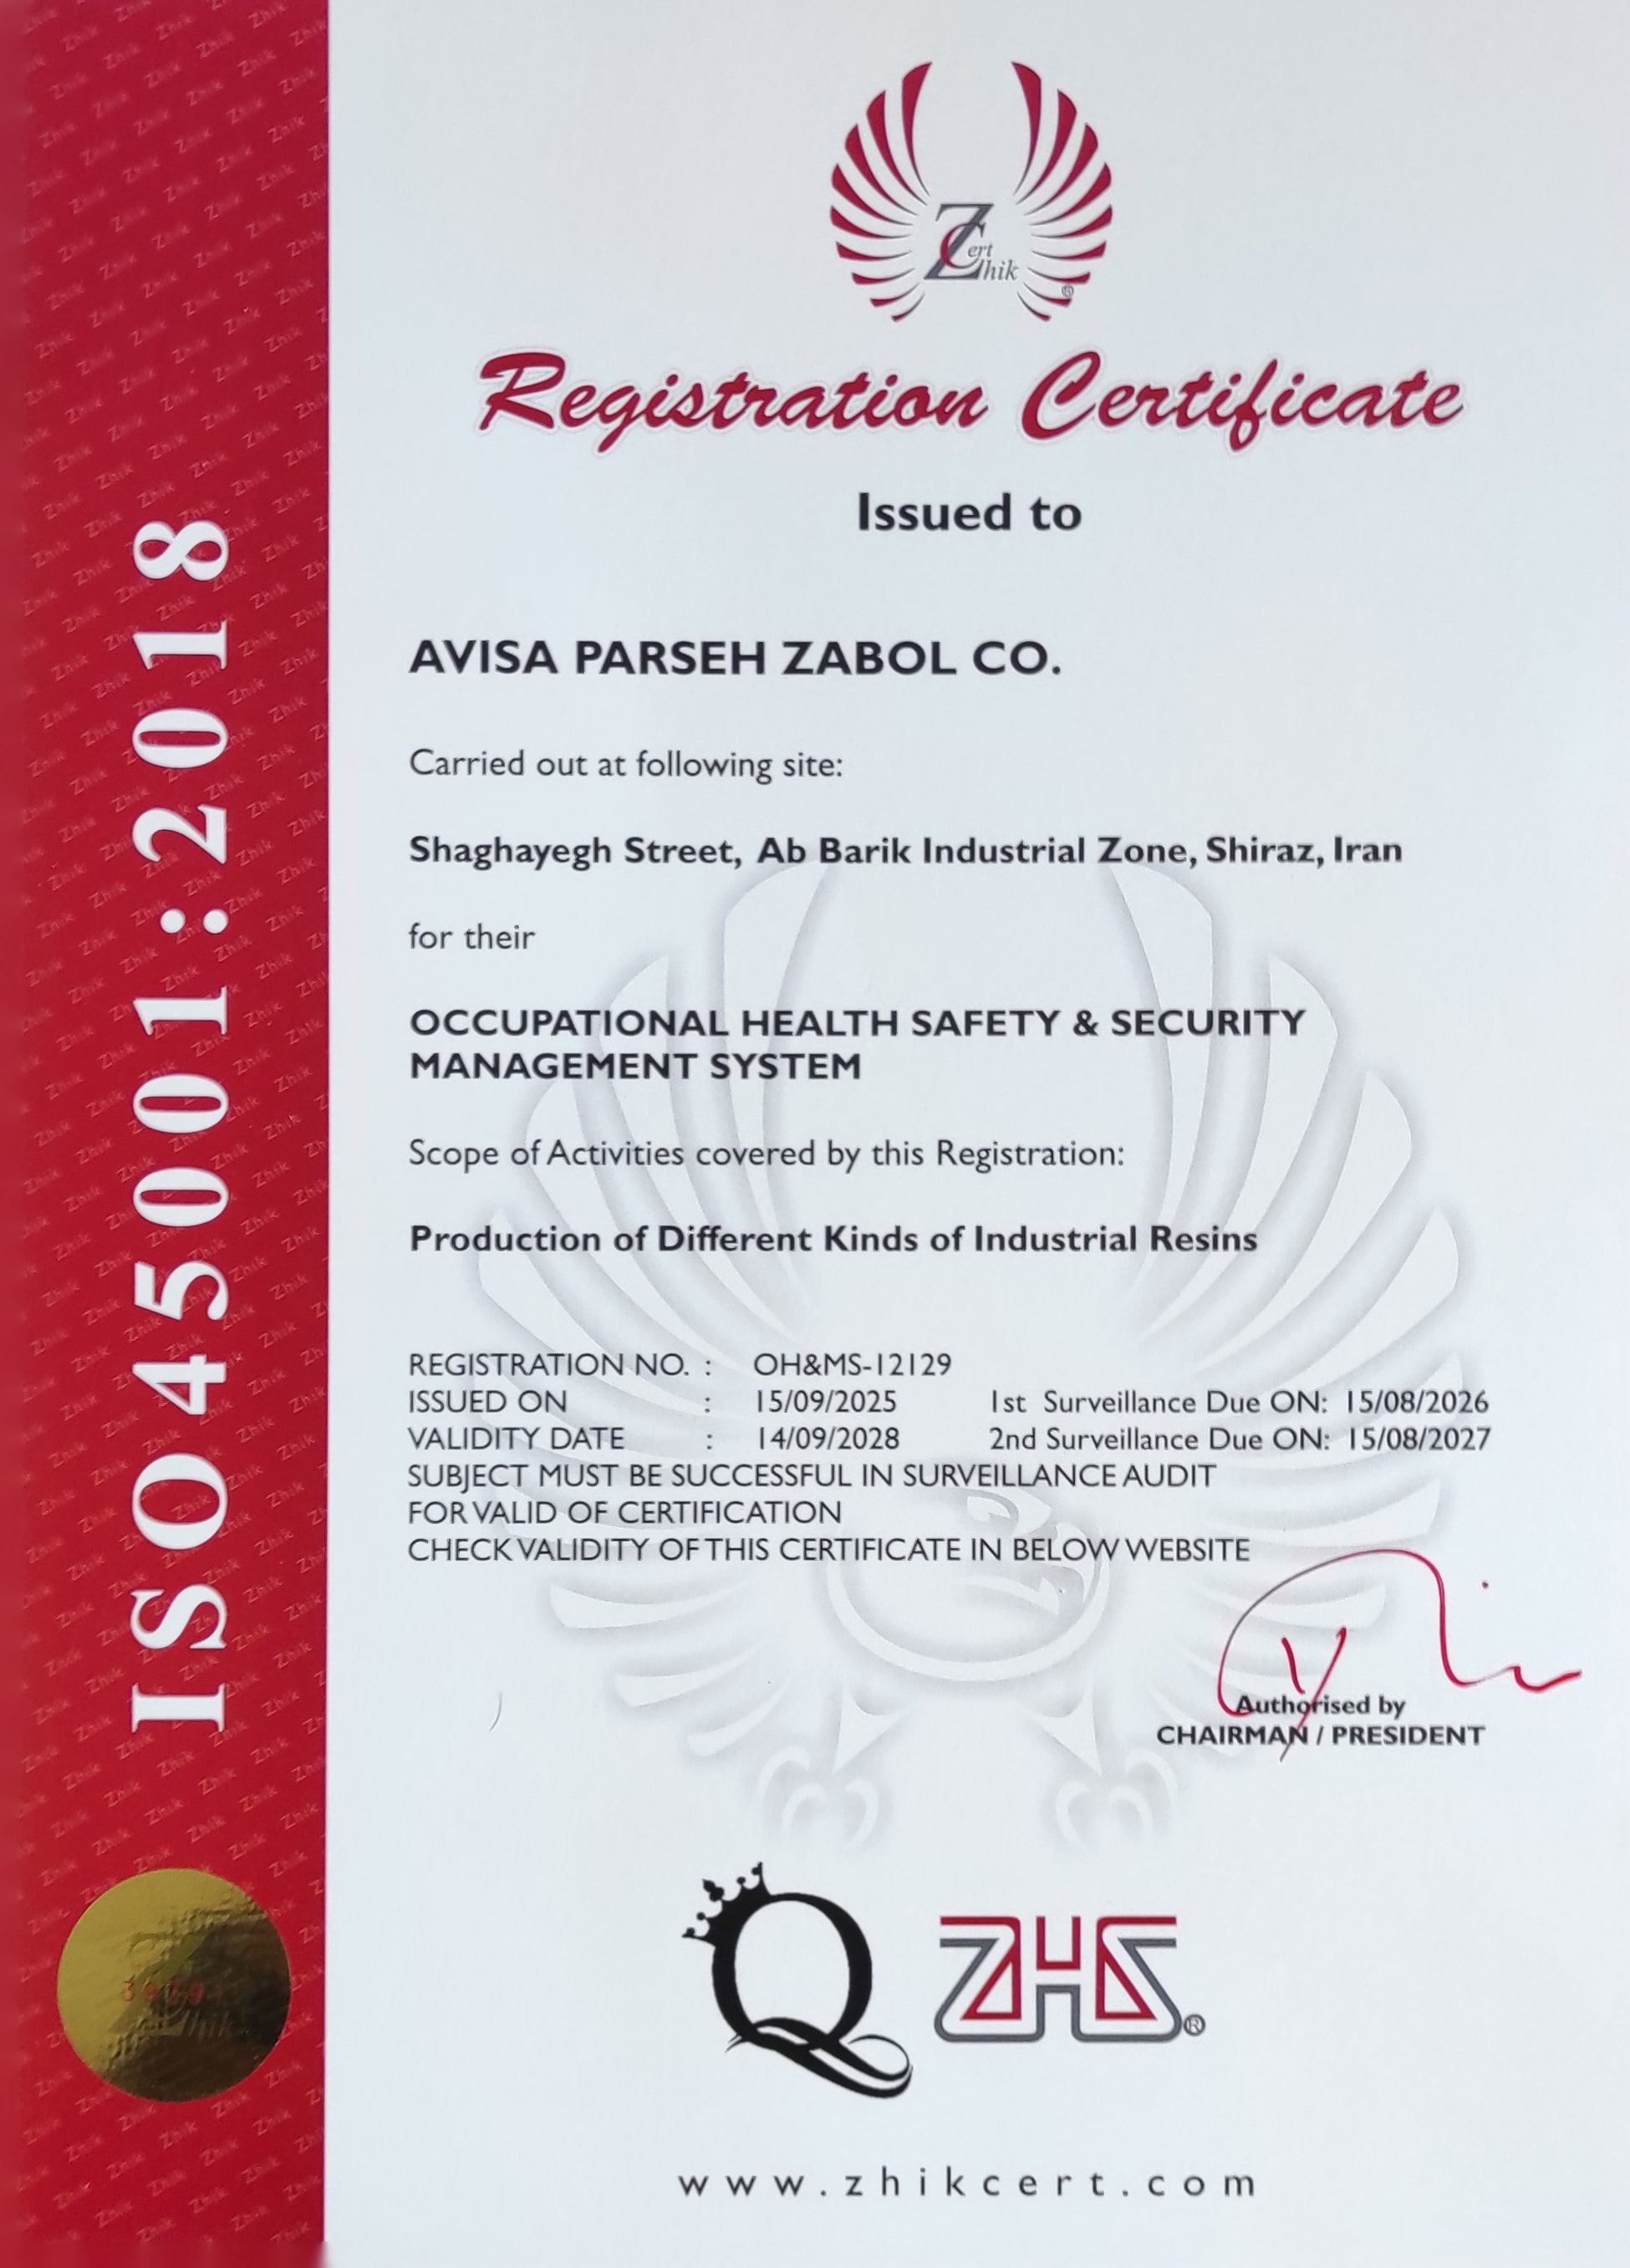 ZCert
Zhik
®
Registration Certificate
Issued to
AVISA PARSEH ZABOL CO.
Carried out at following site:
Shaghayegh Street, Ab Barik Industrial Zone, Shiraz, Iran
for their
OCCUPATIONAL HEALTH SAFETY & SECURITY
MANAGEMENT SYSTEM
Scope of Activities covered by this Registration:
Production of Different Kinds of Industrial Resins
REGISTRATION NO. : OH&MS-12129
ISSUED ON : 15/09/2025 1st Surveillance Due ON: 15/08/2026
VALIDITY DATE : 14/09/2028 2nd Surveillance Due ON: 15/08/2027
SUBJECT MUST BE SUCCESSFUL IN SURVEILLANCE AUDIT
FOR VALID OF CERTIFICATION
CHECK VALIDITY OF THIS CERTIFICATE IN BELOW WEBSITE
Authorised by
CHAIRMAN / PRESIDENT
Q ZHS®
www.zhikcert.com
ISO45001:2018
Zhik